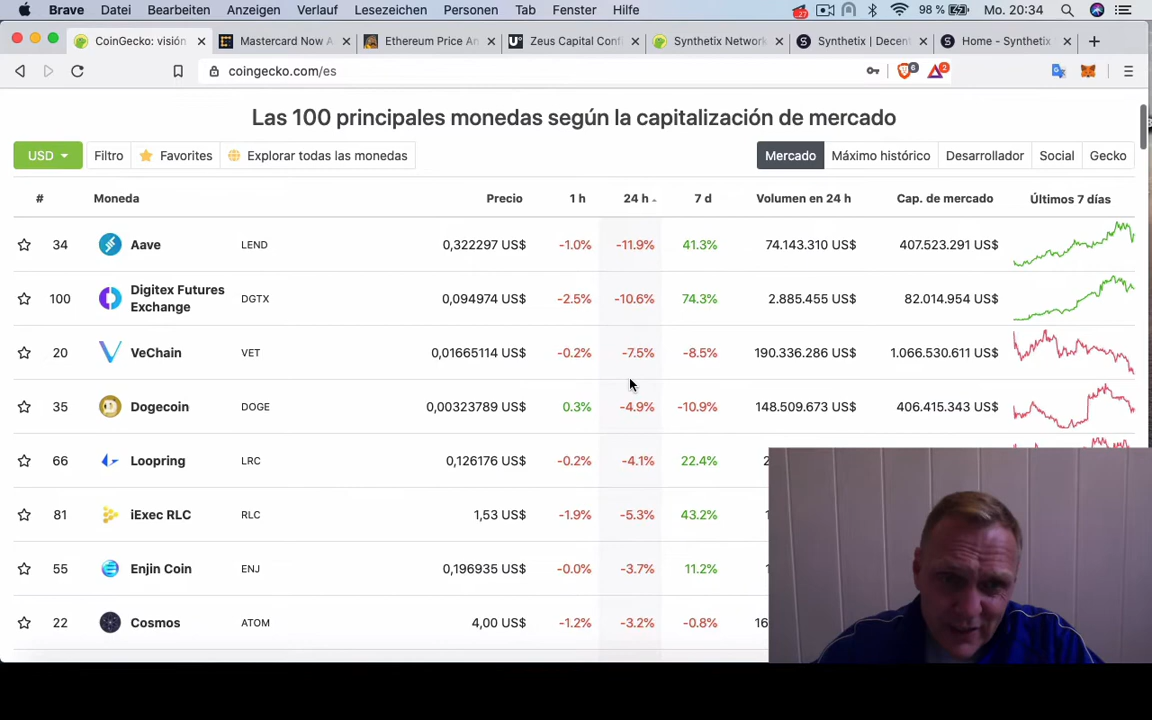 Brave Datei Bearbeiten Anzeigen Verlauf Lesezeichen Personen Tab Fenster Hilfe 98 % Mo. 20:34
CoinGecko: visión Mastercard Now A Ethereum Price An Zeus Capital Conf Synthetix Network Synthetix | Decent Home - Synthetix
coingecko.com/es 6 2
Las 100 principales monedas según la capitalización de mercado
USD Filtro Favorites Explorar todas las monedas Mercado Máximo histórico Desarrollador Social Gecko
# Moneda Precio 1 h 24 h 7 d Volumen en 24 h Cap. de mercado Últimos 7 días
34 Aave LEND 0,322297 US$ -1.0% -11.9% 41.3% 74.143.310 US$ 407.523.291 US$
100 Digitex Futures Exchange DGTX 0,094974 US$ -2.5% -10.6% 74.3% 2.885.455 US$ 82.014.954 US$
20 VeChain VET 0,01665114 US$ -0.2% -7.5% -8.5% 190.336.286 US$ 1.066.530.611 US$
35 Dogecoin DOGE 0,00323789 US$ 0.3% -4.9% -10.9% 148.509.673 US$ 406.415.343 US$
66 Loopring LRC 0,126176 US$ -0.2% -4.1% 22.4%
81 iExec RLC RLC 1,53 US$ -1.9% -5.3% 43.2%
55 Enjin Coin ENJ 0,196935 US$ -0.0% -3.7% 11.2%
22 Cosmos ATOM 4,00 US$ -1.2% -3.2% -0.8% 16